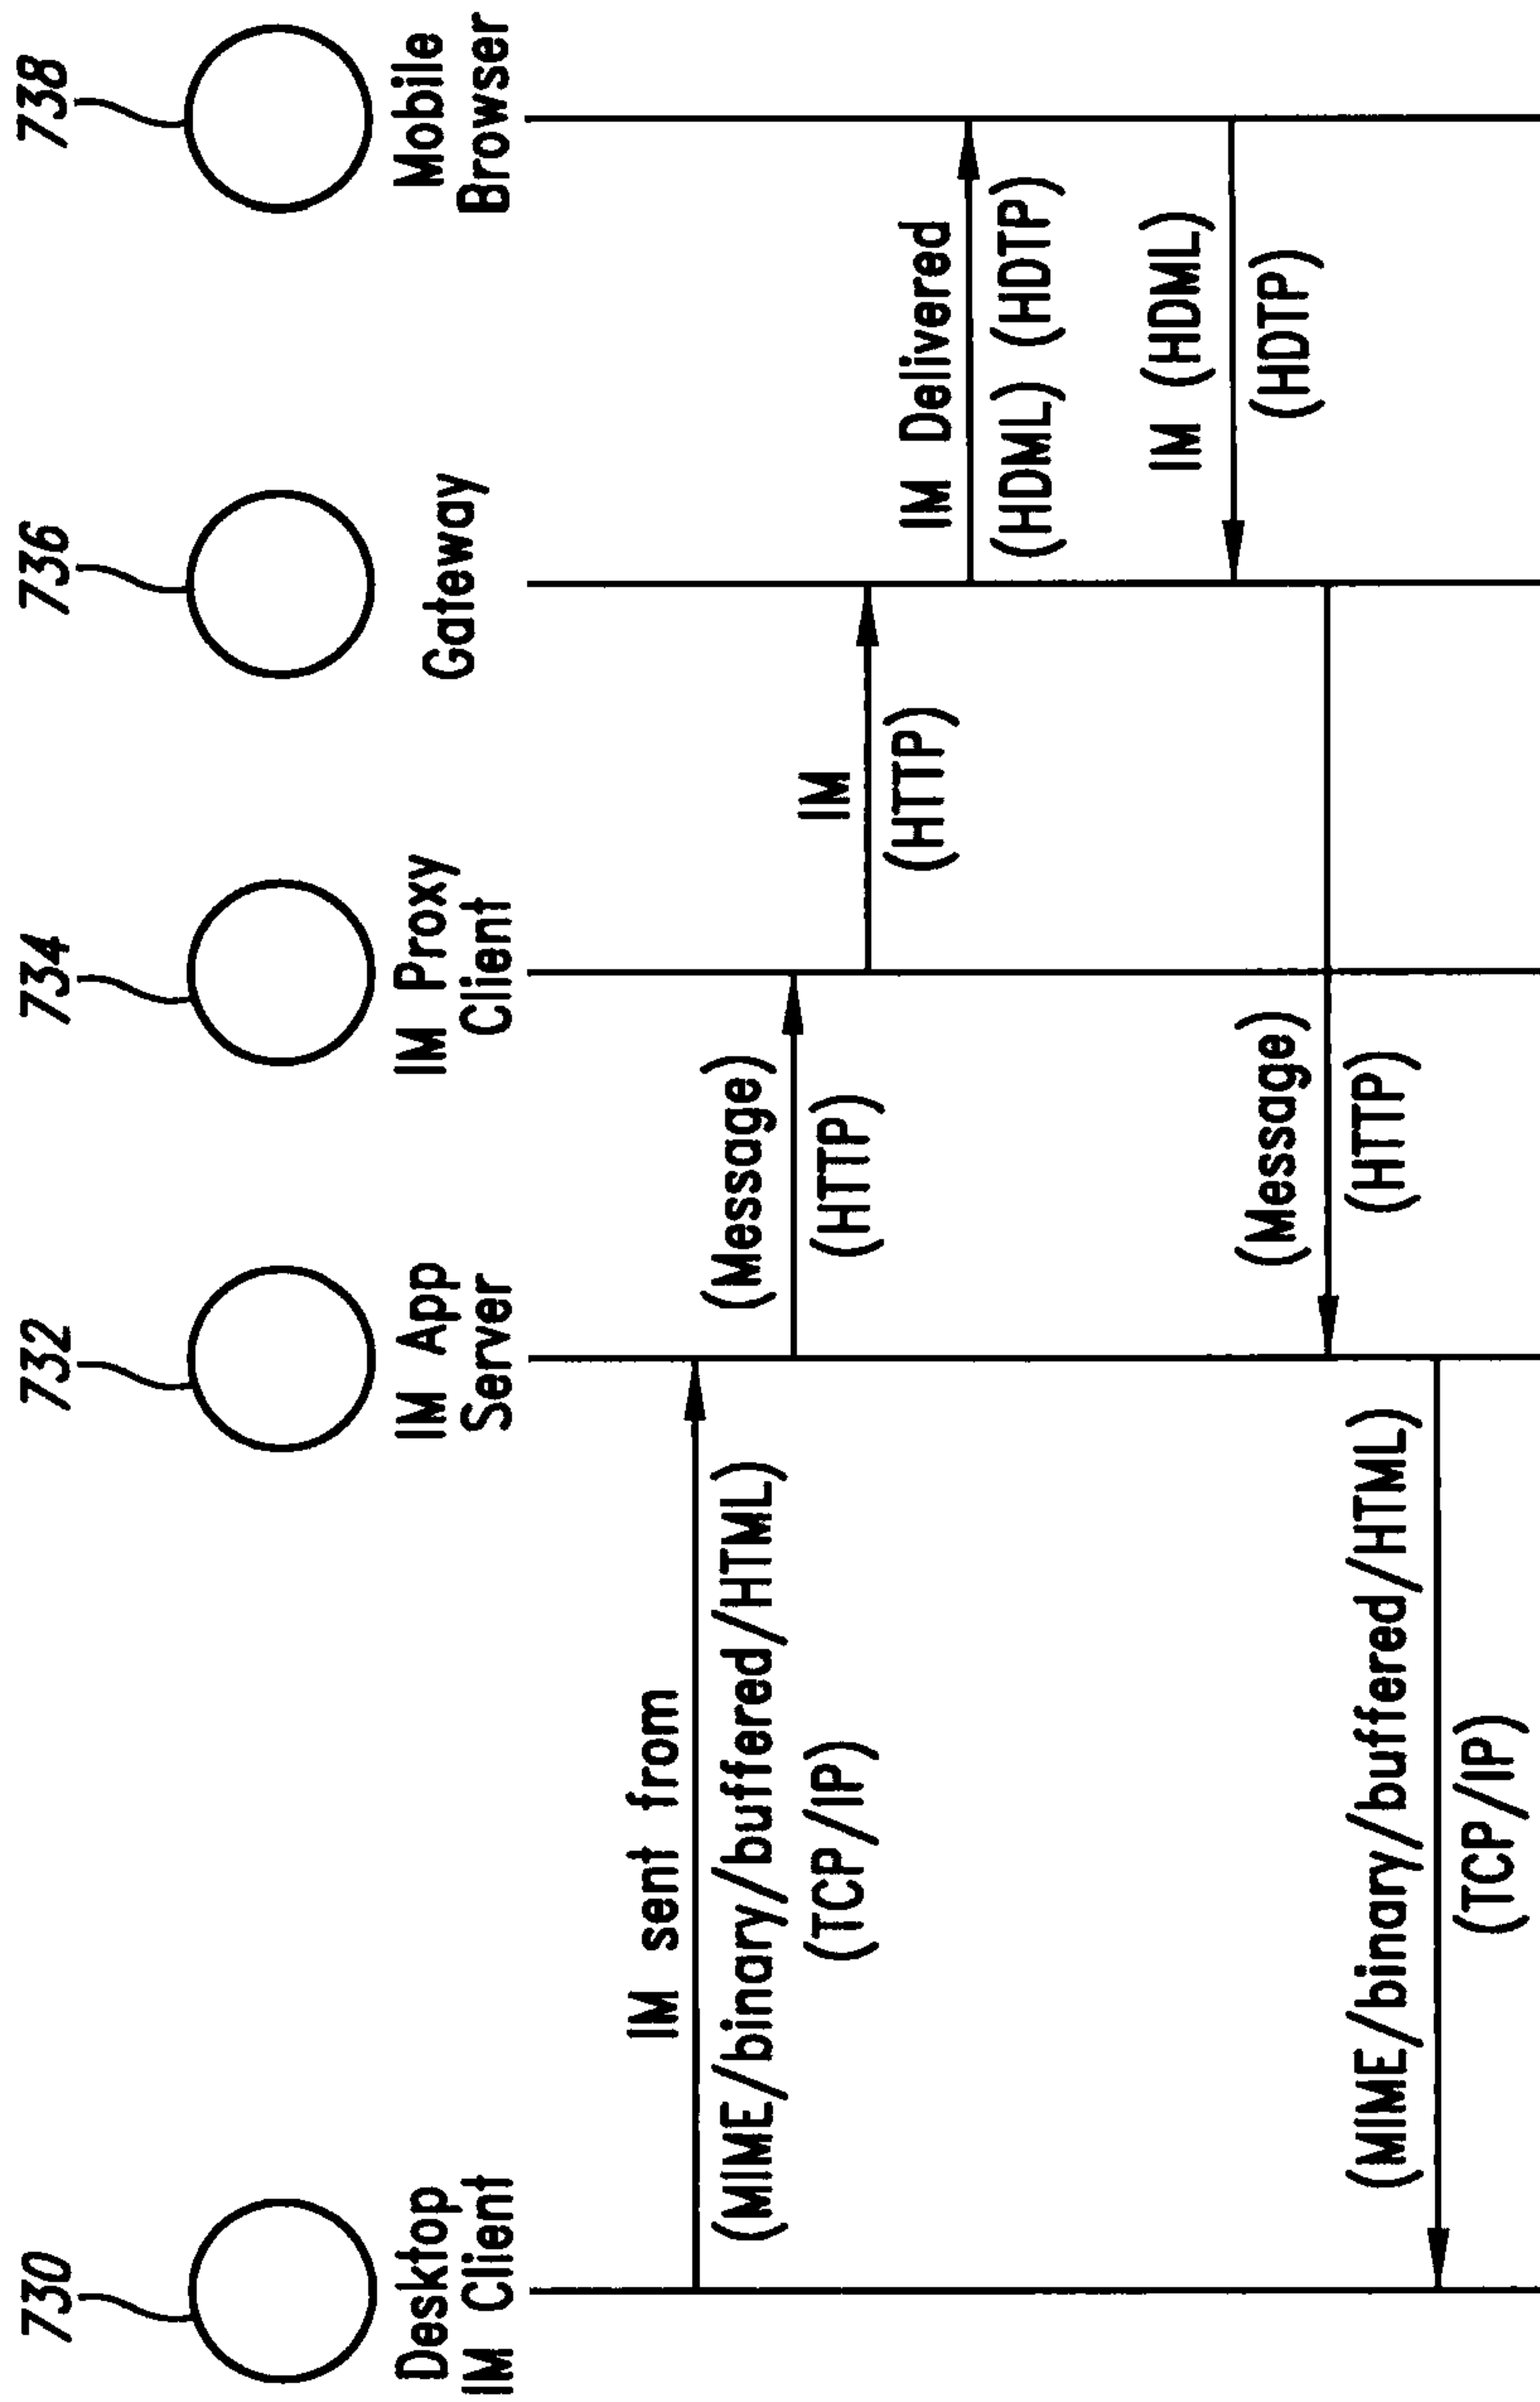 730
732
734
736
738
Desktop
IM Client
IM App
Server
IM Proxy
Client
Gateway
Mobile
Browser
IM sent from
(MIME/binary/buffered/HTML)
(TCP/IP)
(Message)
(HTTP)
IM
(HTTP)
IM Delivered
(HDML) (HDTP)
IM (HDML)
(HDTP)
(Message)
(HTTP)
(MIME/binary/buffered/HTML)
(TCP/IP)